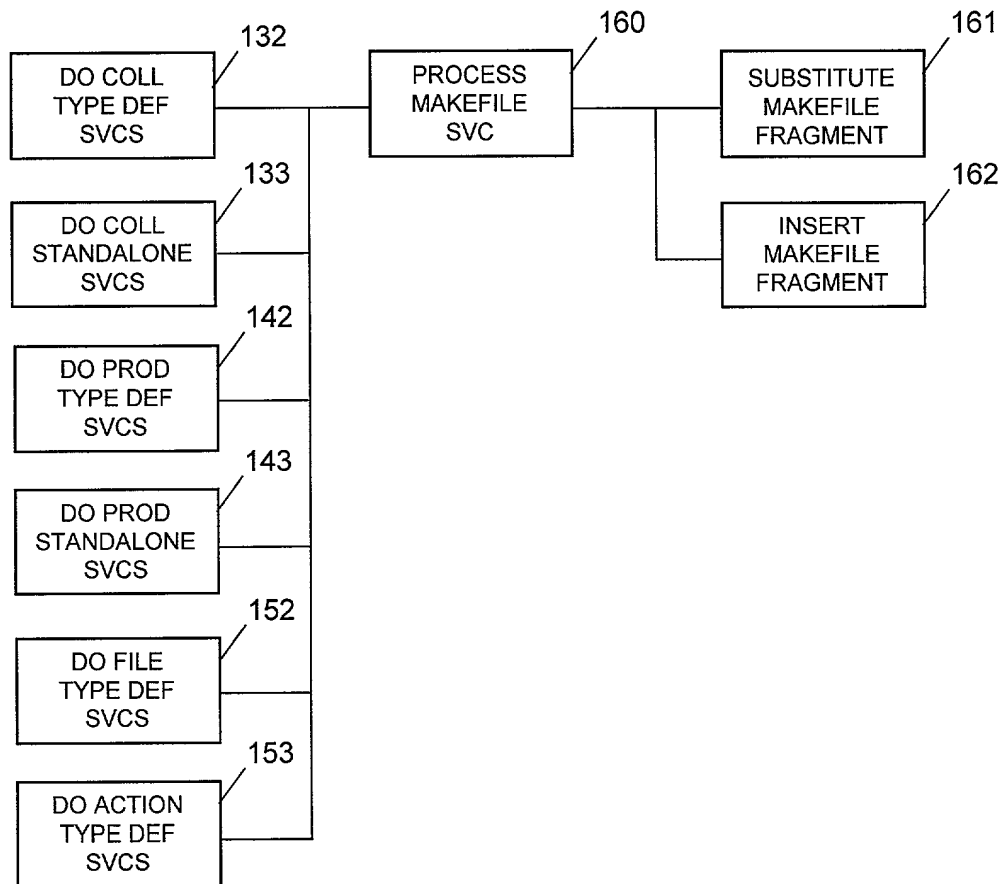 132
DO COLL
TYPE DEF
SVCS
160
PROCESS
MAKEFILE
SVC
161
SUBSTITUTE
MAKEFILE
FRAGMENT
133
DO COLL
STANDALONE
SVCS
162
INSERT
MAKEFILE
FRAGMENT
142
DO PROD
TYPE DEF
SVCS
143
DO PROD
STANDALONE
SVCS
152
DO FILE
TYPE DEF
SVCS
153
DO ACTION
TYPE DEF
SVCS